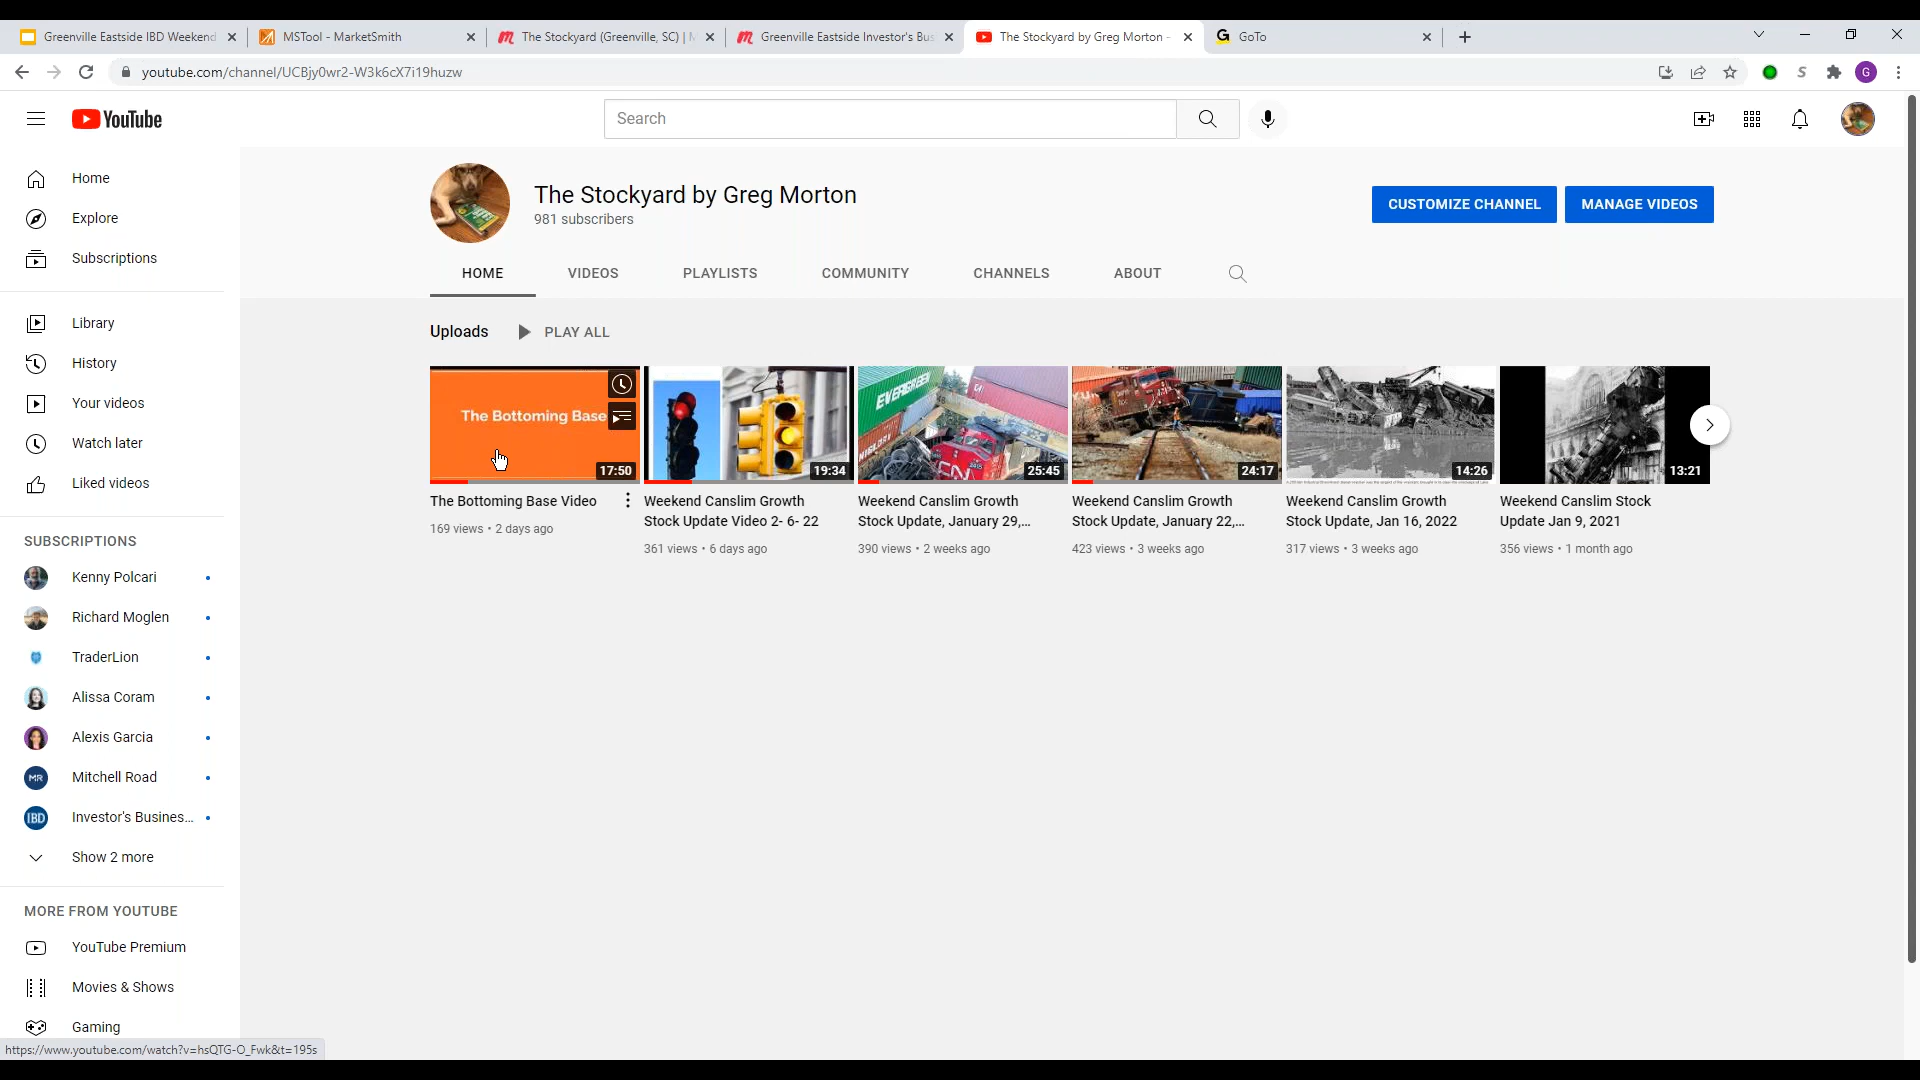 Greenville Eastside IBD Weekend
MSTool - MarketSmith
The Stockyard (Greenville, SC) |
Greenville Eastside Investor's Bus
The Stockyard by Greg Morton -
GoTo
youtube.com/channel/UCBjy0wr2-W3k6cX7i19huzw
S
G
YouTube
Search
Home
Explore
Subscriptions
Library
History
Your videos
Watch later
Liked videos
SUBSCRIPTIONS
Kenny Polcari
Richard Moglen
TraderLion
Alissa Coram
Alexis Garcia
MR Mitchell Road
IBD Investor's Busines...
Show 2 more
MORE FROM YOUTUBE
YouTube Premium
Movies & Shows
Gaming
https://www.youtube.com/watch?v=hsQTG-O_Fwk&t=195s
The Stockyard by Greg Morton
981 subscribers
CUSTOMIZE CHANNEL
MANAGE VIDEOS
HOME
VIDEOS
PLAYLISTS
COMMUNITY
CHANNELS
ABOUT
Uploads
PLAY ALL
The Bottoming Base
17:50
The Bottoming Base Video
169 views • 2 days ago
19:34
Weekend Canslim Growth
Stock Update Video 2- 6- 22
361 views • 6 days ago
EVERGREEN
CN
25:45
Weekend Canslim Growth
Stock Update, January 29,...
390 views • 2 weeks ago
24:17
Weekend Canslim Growth
Stock Update, January 22,...
423 views • 3 weeks ago
14:26
Weekend Canslim Growth
Stock Update, Jan 16, 2022
317 views • 3 weeks ago
13:21
Weekend Canslim Stock
Update Jan 9, 2021
356 views • 1 month ago